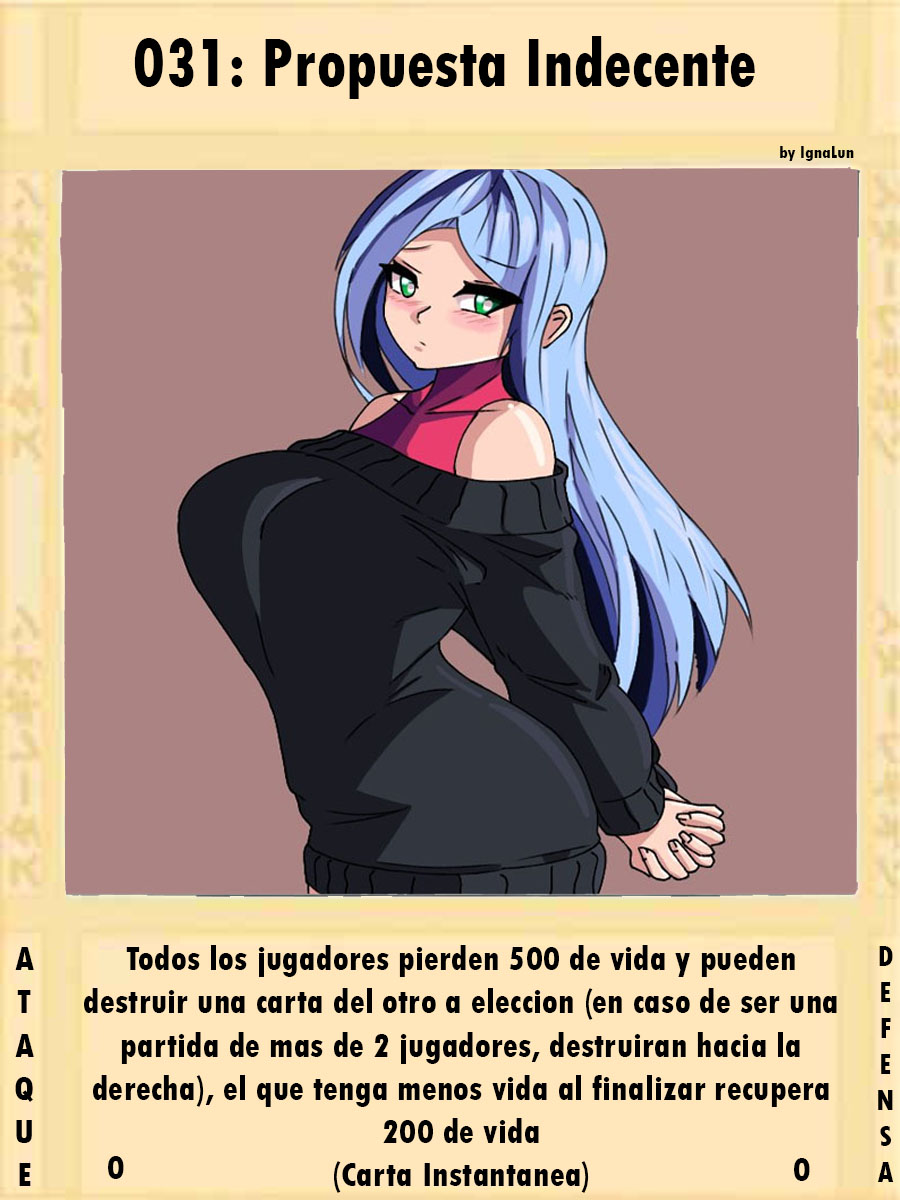 031: Propuesta Indecente
by IgnaLun
Todos los jugadores pierden 500 de vida y pueden
destruir una carta del otro a eleccion (en caso de ser una
partida de mas de 2 jugadores, destruiran hacia la
derecha), el que tenga menos vida al finalizar recupera
200 de vida
(Carta Instantanea)
ATAQUE
0
0
DEFENSA